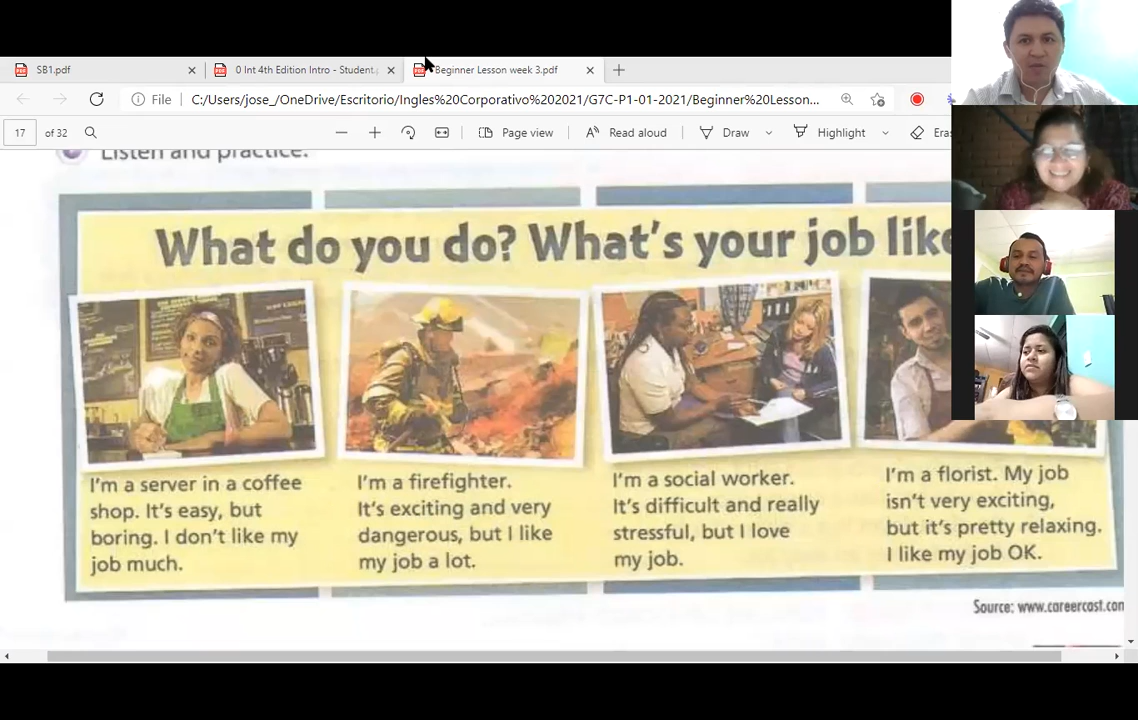 SB1.pdf
0 Int 4th Edition Intro - Student.
Beginner Lesson week 3.pdf
File
C:/Users/jose_/OneDrive/Escritorio/Ingles%20Corporativo%202021/G7C-P1-01-2021/Beginner%20Lesson...
17 of 32
Page view
Read aloud
Draw
Highlight
Eras
Listen and practice.
What do you do? What's your job like
I'm a server in a coffee
shop. It's easy, but
boring. I don't like my
job much.
I'm a firefighter.
It's exciting and very
dangerous, but I like
my job a lot.
I'm a social worker.
It's difficult and really
stressful, but I love
my job.
I'm a florist. My job
isn't very exciting,
but it's pretty relaxing.
I like my job OK.
Source: www.careercast.com